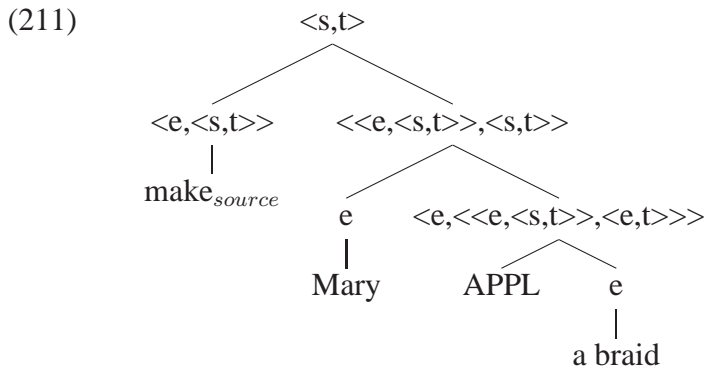 (211) <s,t>
<e,<s,t>> <<e,<s,t>>,<s,t>>
make_source
e <e,<<e,<s,t>>,<e,t>>>
Mary APPL e
a braid